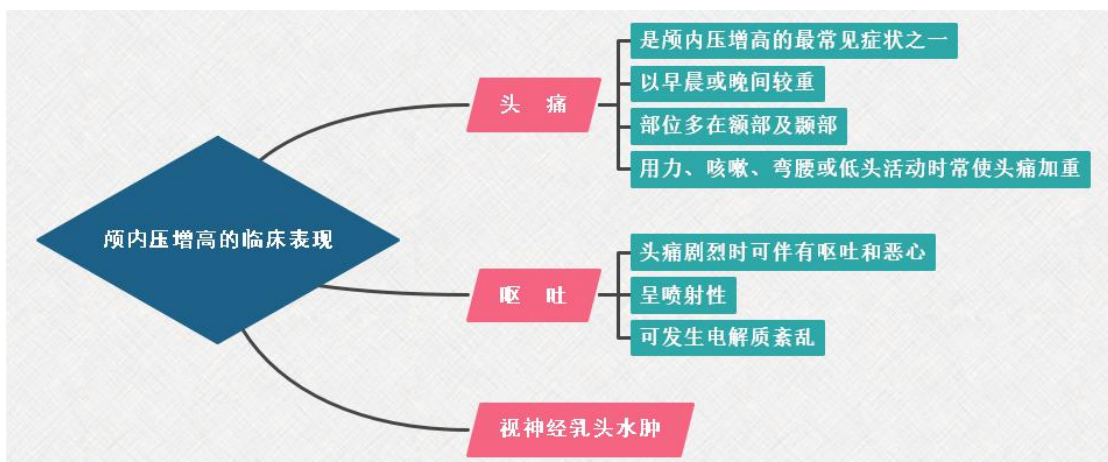 是颅内压增高的最常见症状之一
头 痛
以早晨或晚间较重
部位多在额部及颞部
用力、咳嗽、弯腰或低头活动时常使头痛加重
颅内压增高的临床表现
头痛剧烈时可伴有呕吐和恶心
呕 吐
呈喷射性
可发生电解质紊乱
视神经乳头水肿